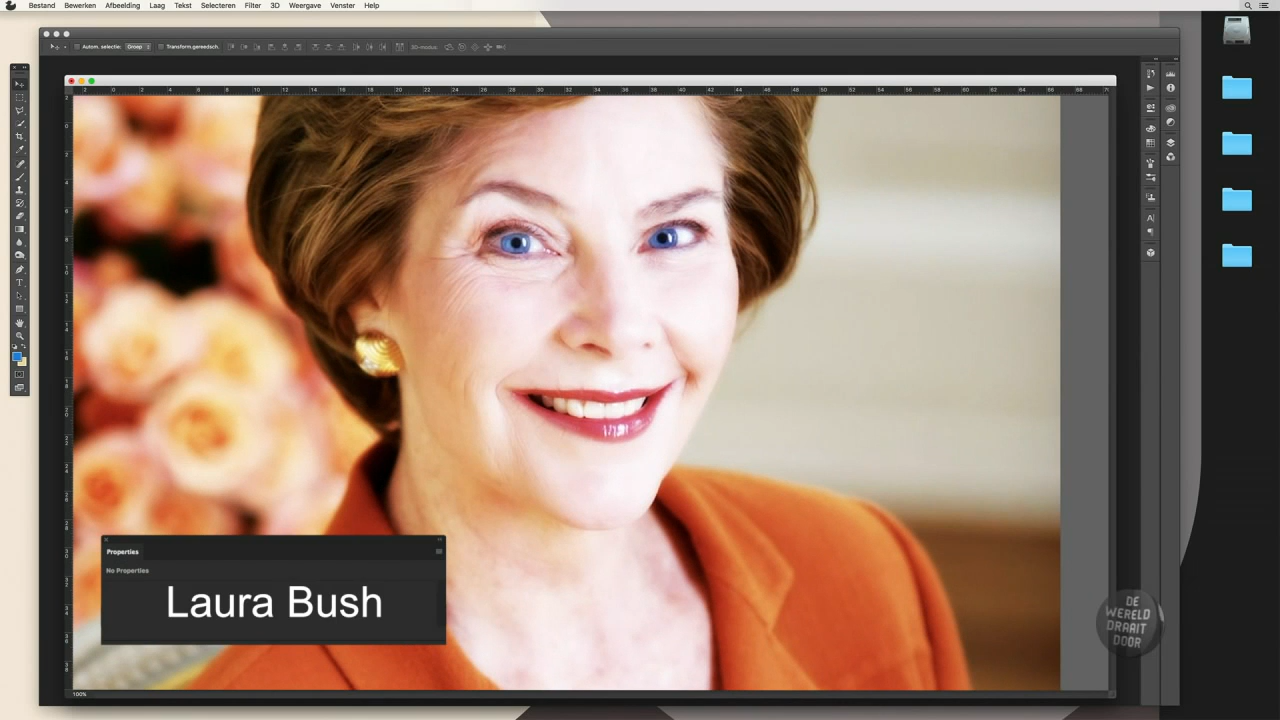 Bestand Bewerken Afbeelding Laag Tekst Selecteren Filter 3D Weergave Venster Help
Autom. selectie: Groep Transform.gereedsch. 3D-modus:
Properties
No Properties
Laura Bush
DE
WERELD
DRAAIT
DOOR
100%